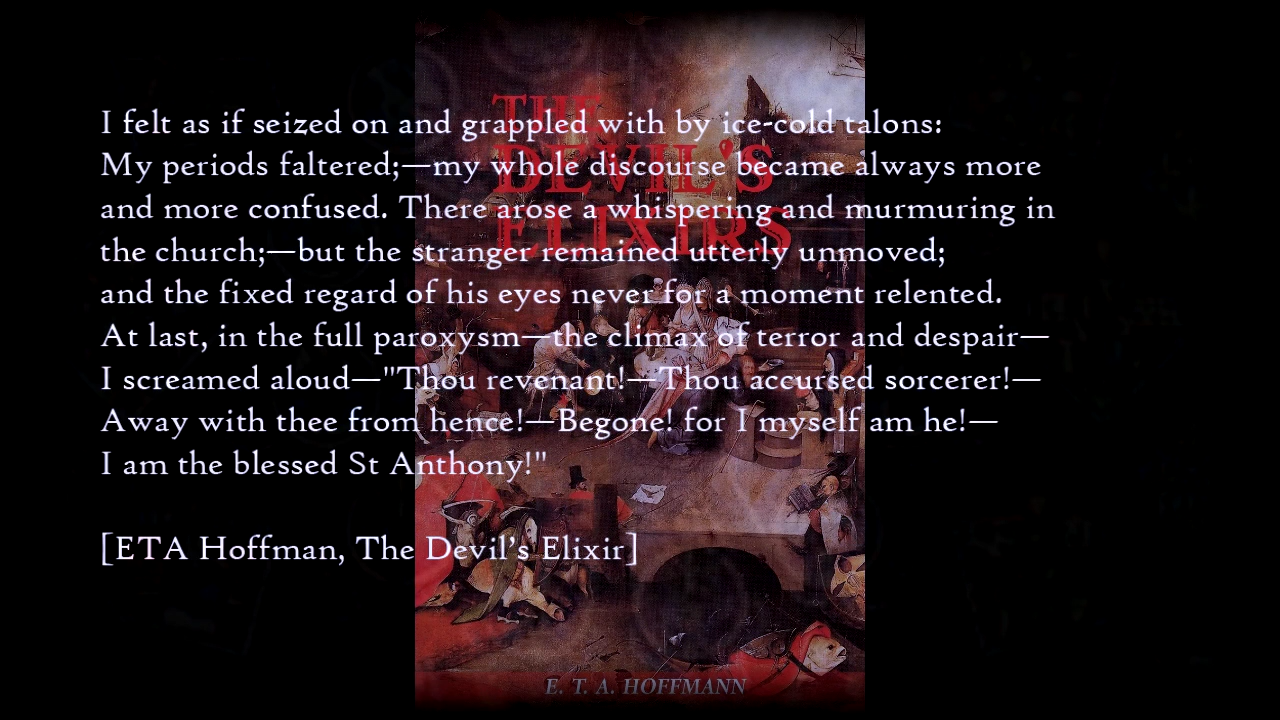 I felt as if seized on and grappled with by ice-cold talons:
My periods faltered;—my whole discourse became always more
and more confused. There arose a whispering and murmuring in
the church;—but the stranger remained utterly unmoved;
and the fixed regard of his eyes never for a moment relented.
At last, in the full paroxysm—the climax of terror and despair—
I screamed aloud—"Thou revenant!—Thou accursed sorcerer!—
Away with thee from hence!—Begone! for I myself am he!—
I am the blessed St Anthony!"
[ETA Hoffman, The Devil's Elixir]
THE
DEVIL'S
ELIXIRS
E. T. A. HOFFMANN